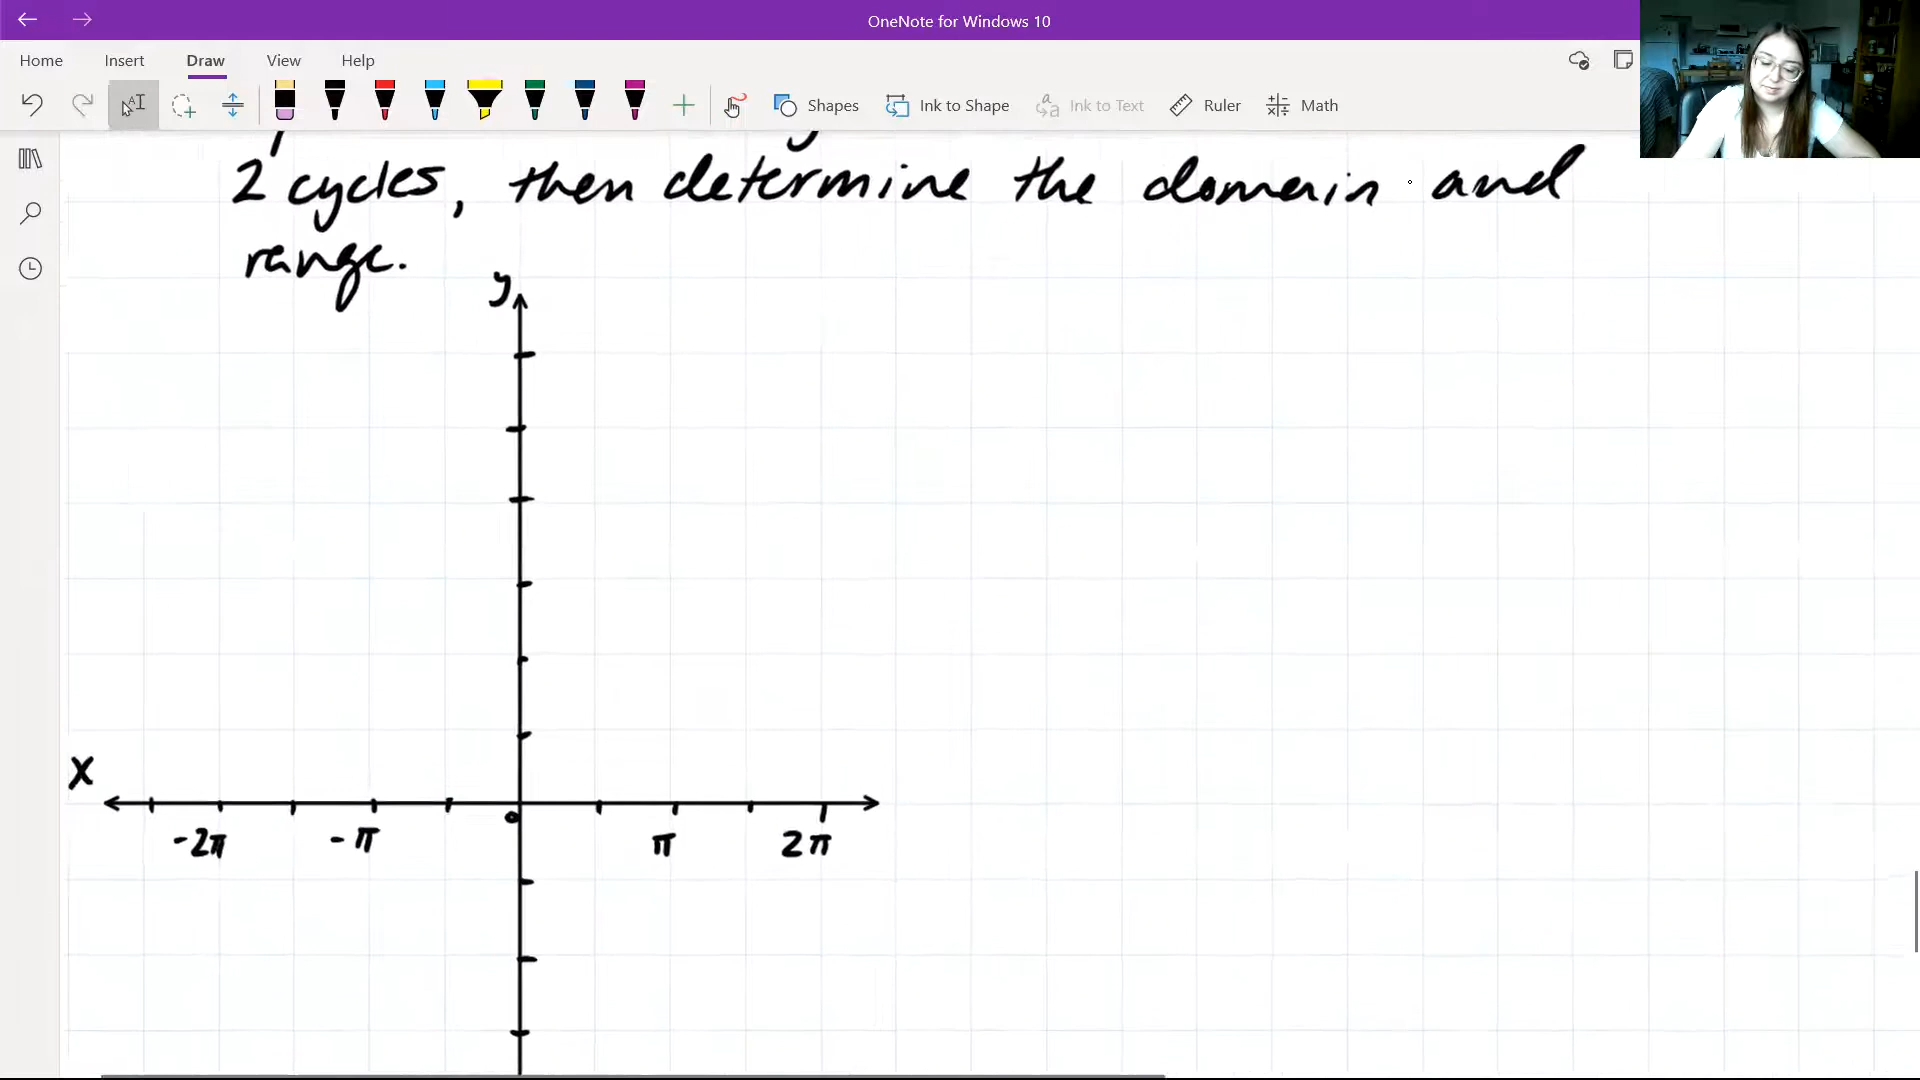 OneNote for Windows 10
Home Insert Draw View Help
Shapes Ink to Shape Ink to Text Ruler Math
2 cycles, then determine the domain and
range.
y
X
-2π -π 0 π 2π